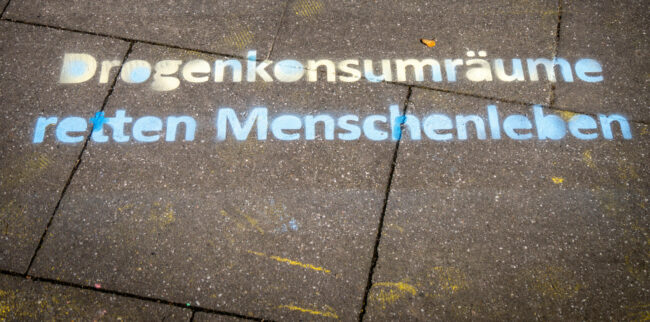 Drogenkonsumräume
retten Menschenleben